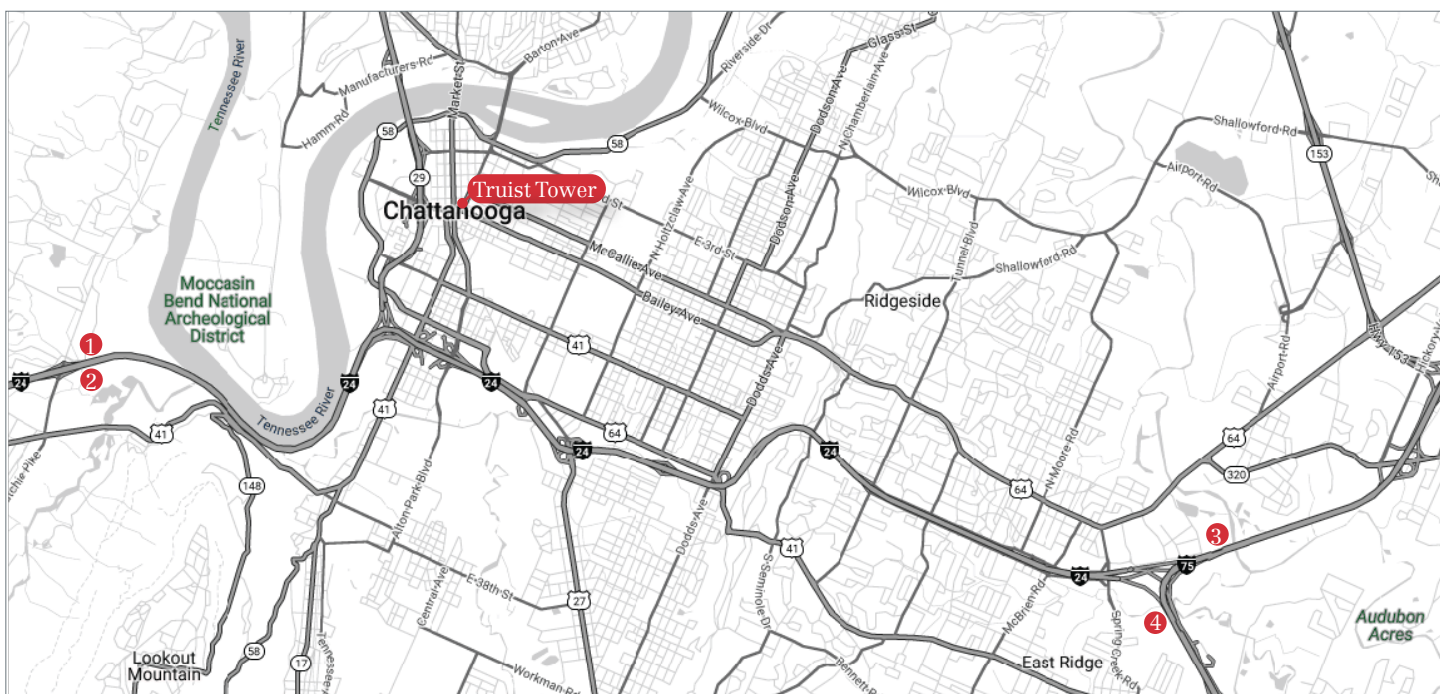 Tennessee River
Manufacturers Rd
Hamm Rd
Market St
Barton Ave
Riverside Dr
Glass St
Dodson Ave
N Chamberlain Ave
Wilcox Blvd
58
58
29
Truist Tower
Chattanooga
McCallie Ave
Bailey Ave
N Holtzclaw Ave
E 3rd St
Dodson Ave
Wilcox Blvd
Tunnel Blvd
Shallowford Rd
Ridgeside
Shallowford Rd
Airport Rd
153
Airport Rd
Hwy 153
Moccasin
Bend National
Archeological
District
1
2
24
41
Tennessee River
24
24
41
41
64
24
Dodds Ave
24
N Moore Rd
64
64
320
148
Alton Park Blvd
Dodds Ave
41
S Seminole Dr
E 38th St
Central Ave
27
58
17
Lookout
Mountain
Workman Rd
McBrien Rd
24
75
3
4
Spring Creek Rd
East Ridge
Audubon
Acres